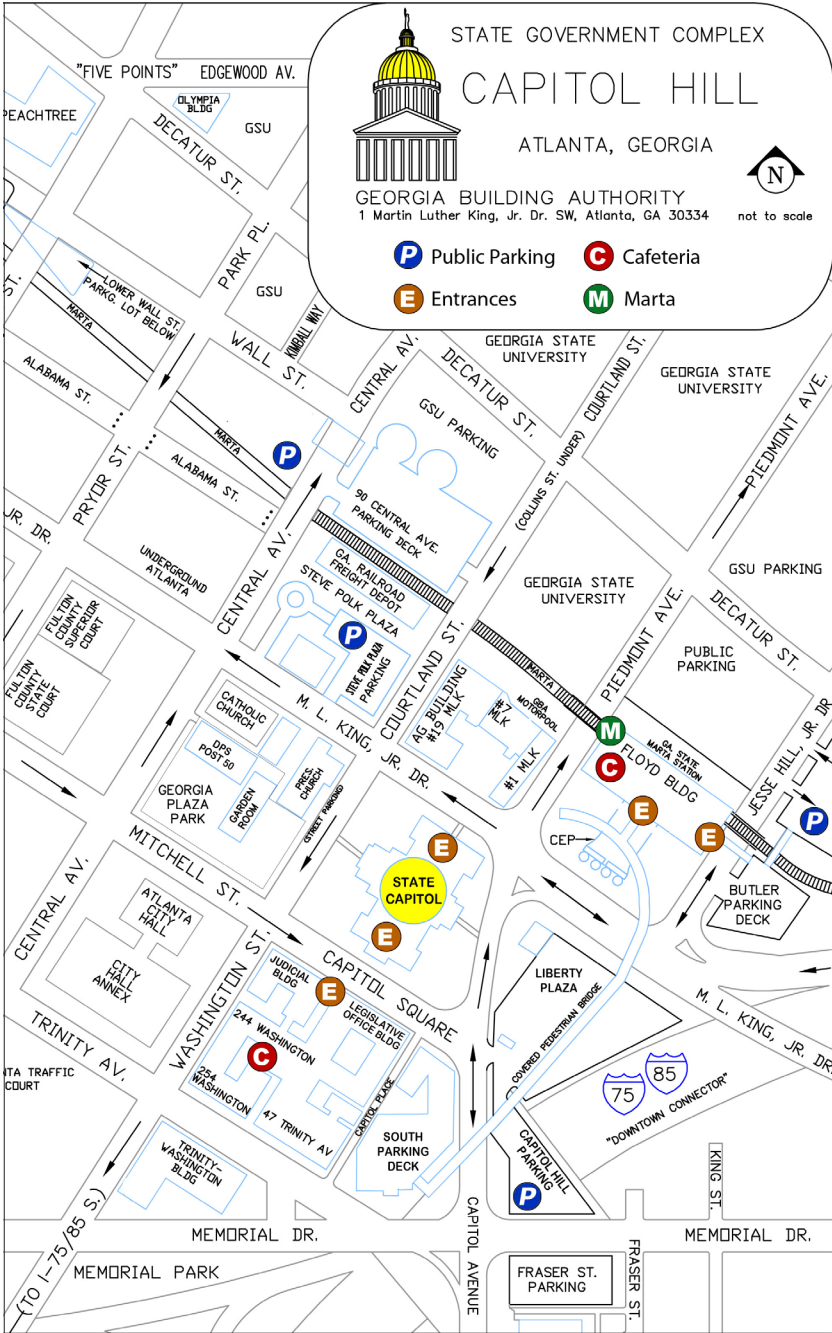 STATE GOVERNMENT COMPLEX
CAPITOL HILL
ATLANTA, GEORGIA
N
not to scale
GEORGIA BUILDING AUTHORITY
1 Martin Luther King, Jr. Dr. SW, Atlanta, GA 30334
P Public Parking
C Cafeteria
E Entrances
M Marta
"FIVE POINTS"
EDGEWOOD AV.
PEACHTREE
OLYMPIA
BLDG
GSU
DECATUR ST.
PARK PL.
LOWER WALL ST.
PARKG. LOT BELOW
ST.
MARTA
GSU
KIMBALL WAY
WALL ST.
CENTRAL AV.
DECATUR ST.
GEORGIA STATE
UNIVERSITY
COURTLAND ST.
(COLLINS ST. UNDER)
GEORGIA STATE
UNIVERSITY
PIEDMONT AVE.
ALABAMA ST.
MARTA
P
GSU PARKING
ALABAMA ST.
PRYOR ST.
JR. DR.
90 CENTRAL AVE.
PARKING DECK
UNDERGROUND
ATLANTA
CENTRAL AV.
GA. RAILROAD
FREIGHT DEPOT
STEVE POLK PLAZA
P
STEVE POLK PLAZA
PARKING
GEORGIA STATE
UNIVERSITY
GSU PARKING
DECATUR ST.
PUBLIC
PARKING
PIEDMONT AVE.
FULTON
COUNTY
SUPERIOR
COURT
FULTON
COUNTY
STATE
COURT
COURTLAND ST.
MARTA
GBA
MOTORPOOL
AG BUILDING
#19 MLK
#7
MLK
#1 MLK
M. L. KING, JR. DR.
CATHOLIC
CHURCH
DPS
POST 50
PRES.
CHURCH
GARDEN
ROOM
(STREET PARKING)
GEORGIA
PLAZA
PARK
M
C
GA. STATE
MARTA STATION
FLOYD BLDG
E
E
JESSE HILL, JR. DR.
P
CEP
BUTLER
PARKING
DECK
MITCHELL ST.
E
STATE
CAPITOL
E
CENTRAL AV.
ATLANTA
CITY
HALL
CITY
HALL
ANNEX
WASHINGTON ST.
CAPITOL SQUARE
JUDICIAL
BLDG
E
LEGISLATIVE
OFFICE BLDG
244 WASHINGTON
C
254
WASHINGTON
47 TRINITY AV
CAPITOL PLACE
LIBERTY
PLAZA
COVERED PEDESTRIAN BRIDGE
M. L. KING, JR. DR.
75
85
"DOWNTOWN CONNECTOR"
TRINITY AV.
TA TRAFFIC
COURT
TRINITY-
WASHINGTON
BLDG
SOUTH
PARKING
DECK
CAPITOL HILL
PARKING
P
KING ST.
(TO I-75/85 S.)
MEMORIAL DR.
MEMORIAL DR.
MEMORIAL PARK
CAPITOL AVENUE
FRASER ST.
PARKING
FRASER ST.